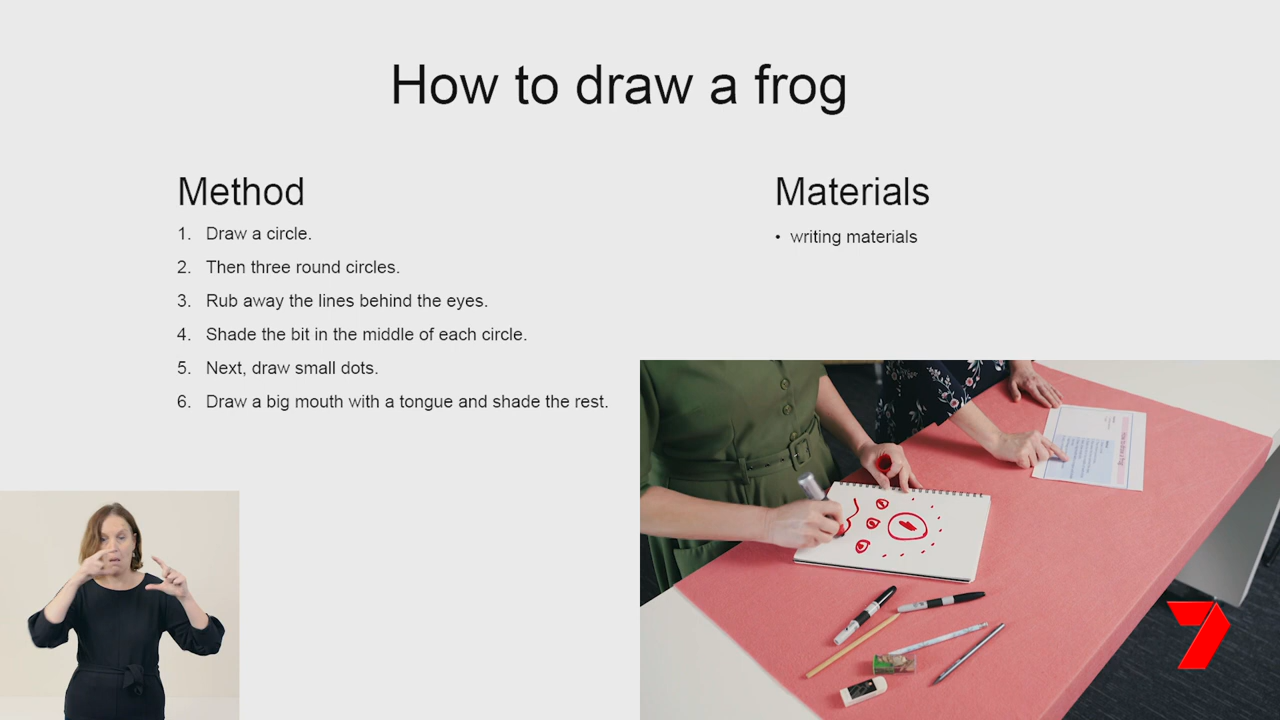 How to draw a frog
Method
1. Draw a circle.
2. Then three round circles.
3. Rub away the lines behind the eyes.
4. Shade the bit in the middle of each circle.
5. Next, draw small dots.
6. Draw a big mouth with a tongue and shade the rest.
Materials
• writing materials